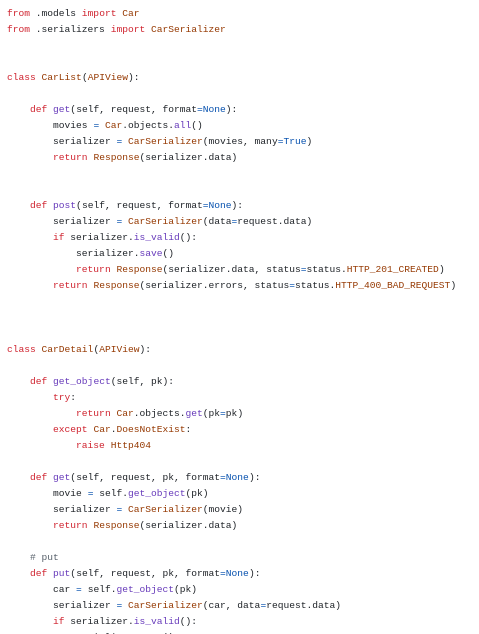 from .models import Car
from .serializers import CarSerializer
class CarList(APIView):
def get(self, request, format=None):
movies = Car.objects.all()
serializer = CarSerializer(movies, many=True)
return Response(serializer.data)
def post(self, request, format=None):
serializer = CarSerializer(data=request.data)
if serializer.is_valid():
serializer.save()
return Response(serializer.data, status=status.HTTP_201_CREATED)
return Response(serializer.errors, status=status.HTTP_400_BAD_REQUEST)
class CarDetail(APIView):
def get_object(self, pk):
try:
return Car.objects.get(pk=pk)
except Car.DoesNotExist:
raise Http404
def get(self, request, pk, format=None):
movie = self.get_object(pk)
serializer = CarSerializer(movie)
return Response(serializer.data)
# put
def put(self, request, pk, format=None):
car = self.get_object(pk)
serializer = CarSerializer(car, data=request.data)
if serializer.is_valid():